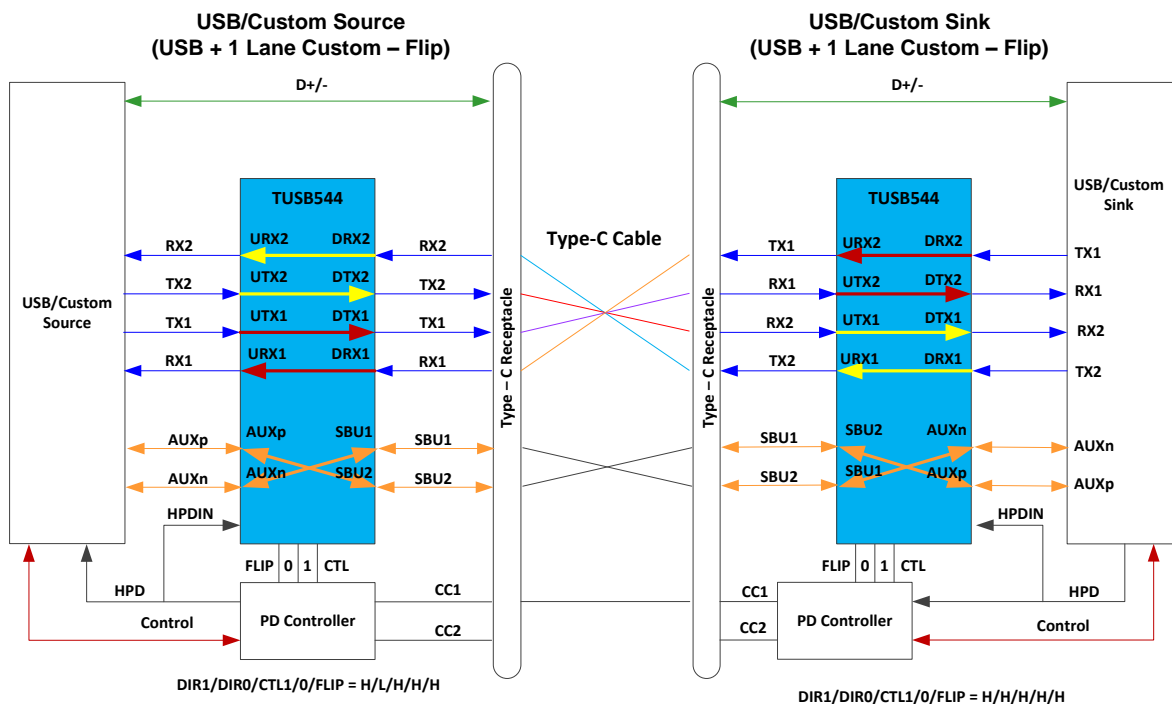 USB/Custom Source
(USB + 1 Lane Custom – Flip)
USB/Custom Sink
(USB + 1 Lane Custom – Flip)
D+/-
D+/-
TUSB544
TUSB544
USB/Custom
Sink
Type-C Cable
RX2 URX2 DRX2 RX2
TX1 URX2 DRX2 TX1
TX2 UTX2 DTX2 TX2
RX1 UTX2 DTX2 RX1
USB/Custom
Source
TX1 UTX1 DTX1 TX1
RX2 UTX1 DTX1 RX2
RX1 URX1 DRX1 RX1
TX2 URX1 DRX1 TX2
Type – C Receptacle
Type – C Receptacle
AUXp AUXp SBU1 SBU1
SBU1 SBU2 AUXn AUXn
AUXn AUXn SBU2 SBU2
SBU2 SBU1 AUXp AUXp
HPDIN
HPDIN
FLIP 0 1 CTL
FLIP 0 1 CTL
HPD
CC1
CC1
HPD
Control
PD Controller
CC2
CC2
PD Controller
Control
DIR1/DIR0/CTL1/0/FLIP = H/L/H/H/H
DIR1/DIR0/CTL1/0/FLIP = H/H/H/H/H